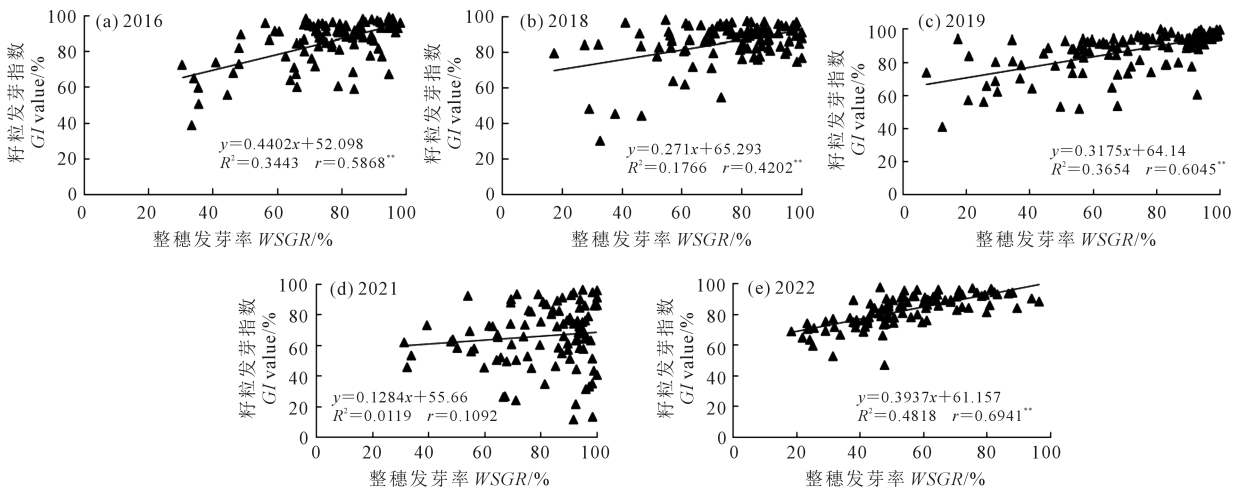 (a) 2016
籽粒发芽指数
GI value/%
100
80
60
40
20
0
y=0.4402x+52.098
R²=0.3443 r=0.5868**
0 20 40 60 80 100
整穗发芽率 WSGR/%
(b) 2018
籽粒发芽指数
GI value/%
100
80
60
40
20
0
y=0.271x+65.293
R²=0.1766 r=0.4202**
0 20 40 60 80 100
整穗发芽率 WSGR/%
(c) 2019
籽粒发芽指数
GI value/%
100
80
60
40
20
0
y=0.3175x+64.14
R²=0.3654 r=0.6045**
0 20 40 60 80 100
整穗发芽率 WSGR/%
(d) 2021
籽粒发芽指数
GI value/%
100
80
60
40
20
0
y=0.1284x+55.66
R²=0.0119 r=0.1092
0 20 40 60 80 100
整穗发芽率 WSGR/%
(e) 2022
籽粒发芽指数
GI value/%
100
80
60
40
20
0
y=0.3937x+61.157
R²=0.4818 r=0.6941**
0 20 40 60 80 100
整穗发芽率 WSGR/%